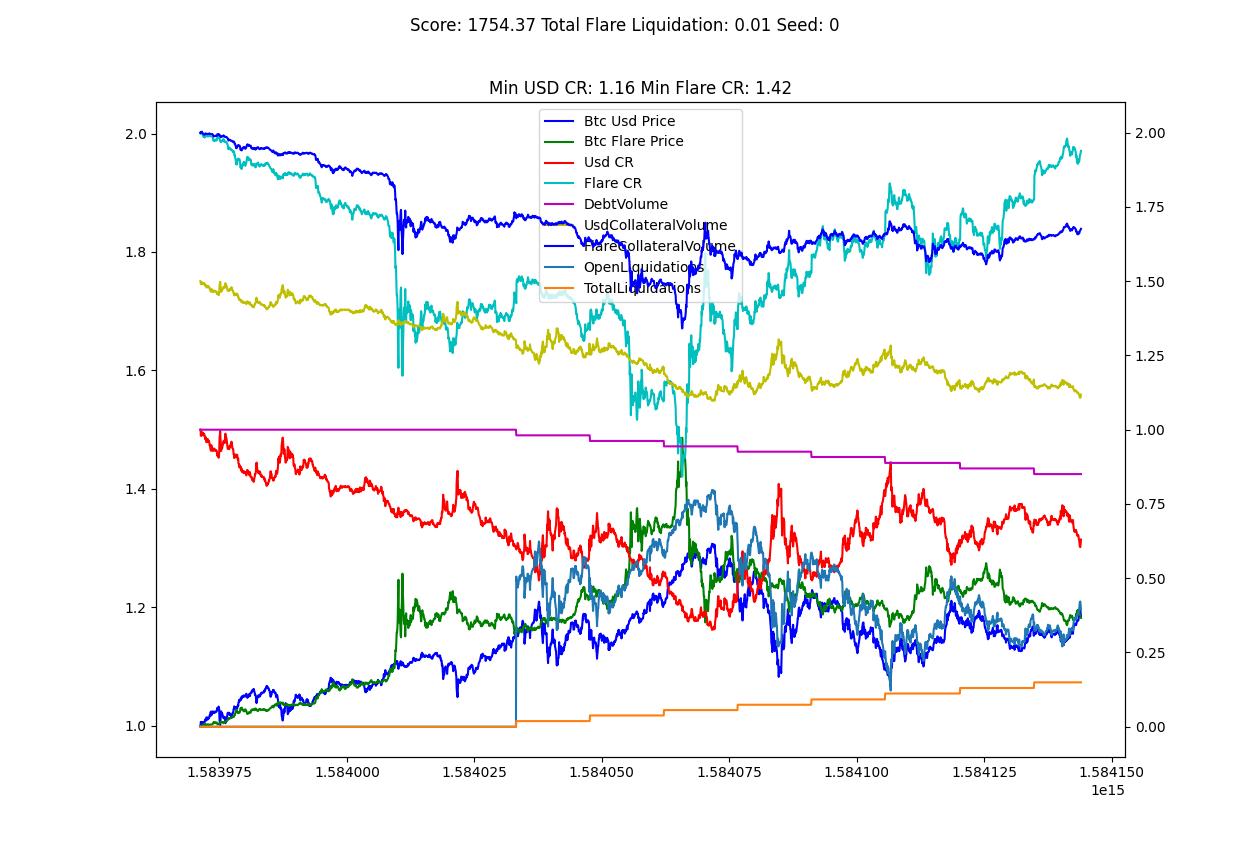 Score: 1754.37 Total Flare Liquidation: 0.01 Seed: 0
Min USD CR: 1.16 Min Flare CR: 1.42
Btc Usd Price
Btc Flare Price
Usd CR
Flare CR
DebtVolume
UsdCollateralVolume
FlareCollateralVolume
OpenLiquidations
TotalLiquidations
2.0
1.8
1.6
1.4
1.2
1.0
2.00
1.75
1.50
1.25
1.00
0.75
0.50
0.25
0.00
1.583975
1.584000
1.584025
1.584050
1.584075
1.584100
1.584125
1.584150
1e15